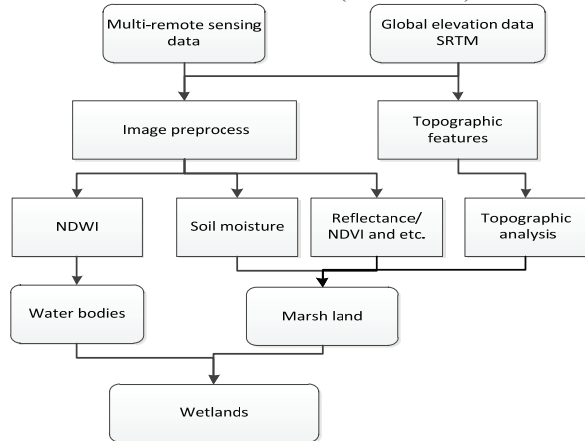 Multi-remote sensing
data
Global elevation data
SRTM
Image preprocess
Topographic
features
NDWI
Soil moisture
Reflectance/
NDVI and etc.
Topographic
analysis
Water bodies
Marsh land
Wetlands